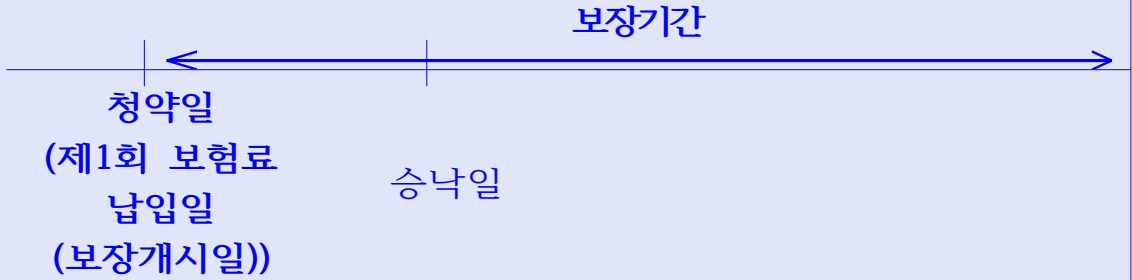 보장기간
청약일
(제1회 보험료
납입일
(보장개시일))
승낙일